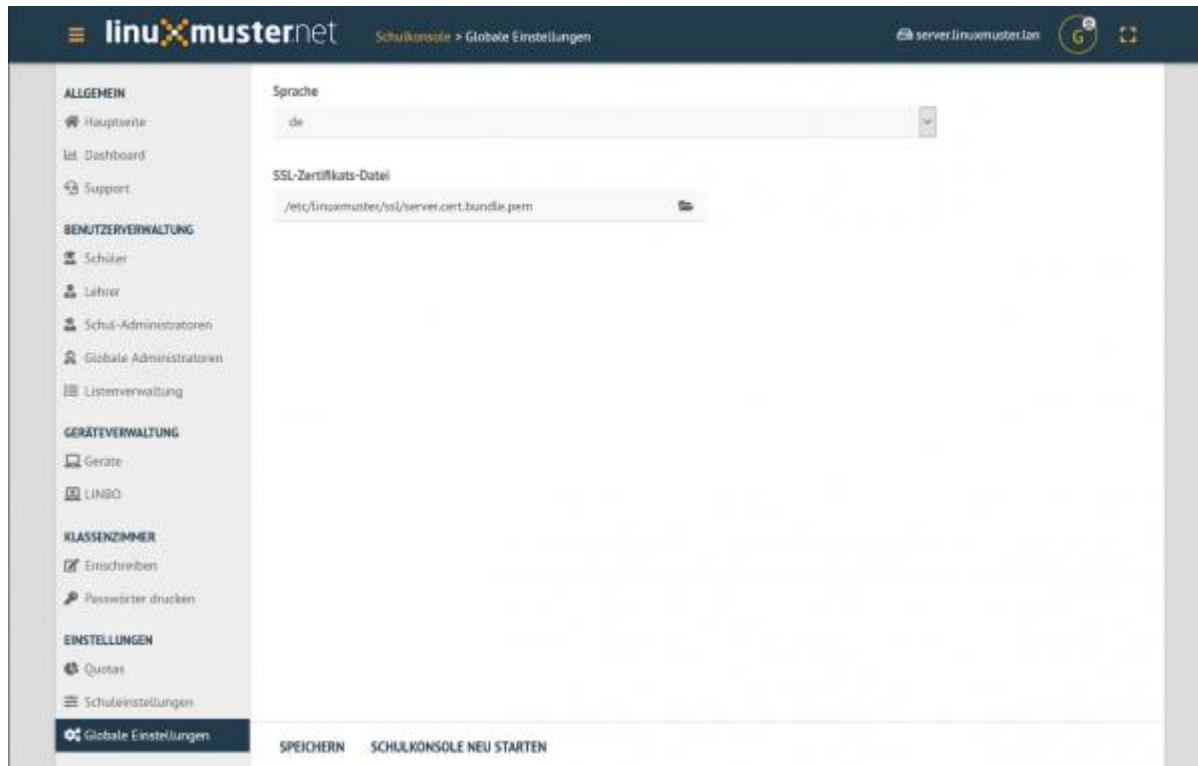 linuxmusternet
Schulkonsole > Globale Einstellungen
server.linuxmuster.lan
G
ALLGEMEIN
Hauptseite
Dashboard
Support
BENUTZERVERWALTUNG
Schüler
Lehrer
Schul-Administratoren
Globale Administratoren
Listenverwaltung
GERÄTEVERWALTUNG
Geräte
LINBO
KLASSENZIMMER
Einschreiben
Passwörter drucken
EINSTELLUNGEN
Quotas
Schuleinstellungen
Globale Einstellungen
Sprache
de
SSL-Zertifikats-Datei
/etc/linuxmuster/ssl/server.cert.bundle.pem
SPEICHERN SCHULKONSOLE NEU STARTEN